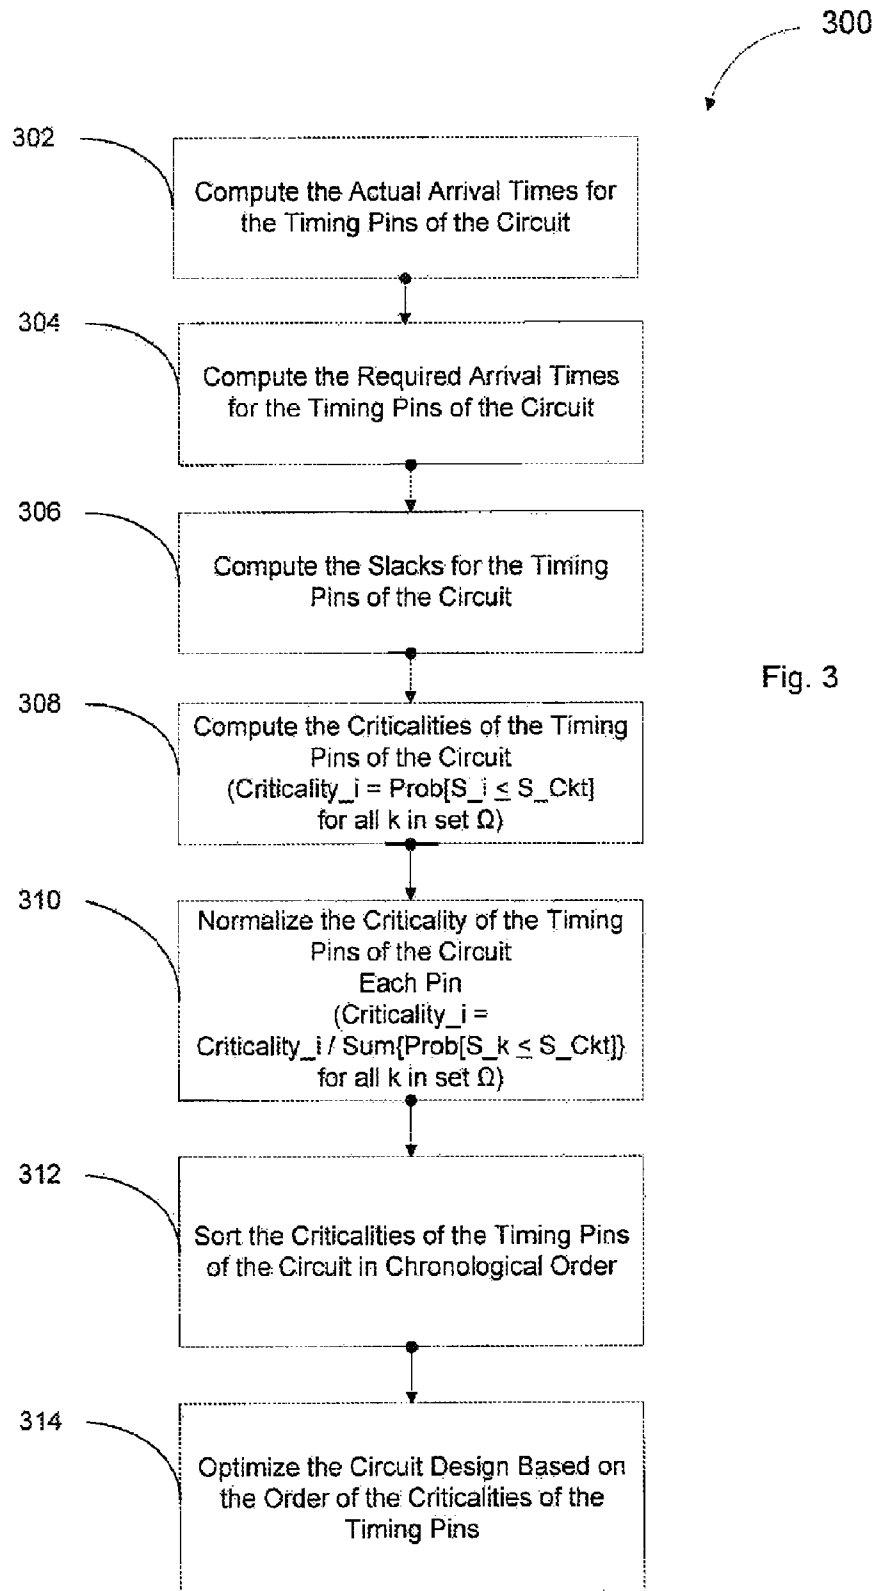 300
302
Compute the Actual Arrival Times for
the Timing Pins of the Circuit
304
Compute the Required Arrival Times
for the Timing Pins of the Circuit
306
Compute the Slacks for the Timing
Pins of the Circuit
Fig. 3
308
Compute the Criticalities of the Timing
Pins of the Circuit
(Criticality_i = Prob[S_i ≤ S_Ckt]
for all k in set Ω)
310
Normalize the Criticality of the Timing
Pins of the Circuit
Each Pin
(Criticality_i =
Criticality_i / Sum{Prob[S_k ≤ S_Ckt]}
for all k in set Ω)
312
Sort the Criticalities of the Timing Pins
of the Circuit in Chronological Order
314
Optimize the Circuit Design Based on
the Order of the Criticalities of the
Timing Pins